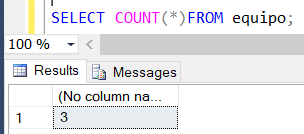 SELECT COUNT(*)FROM equipo;
100 %
Results Messages
(No column na...
1 3